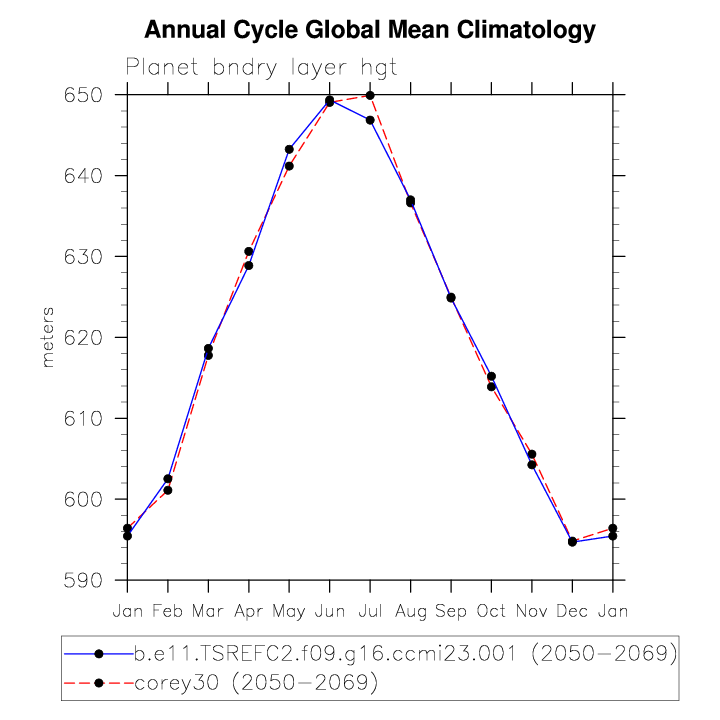 Annual Cycle Global Mean Climatology
Planet bndry layer hgt
650
640
630
620
610
600
590
meters
Jan Feb Mar Apr May Jun Jul Aug Sep Oct Nov Dec Jan
b.e11.TSREFC2.f09.g16.ccmi23.001 (2050-2069)
corey30 (2050-2069)